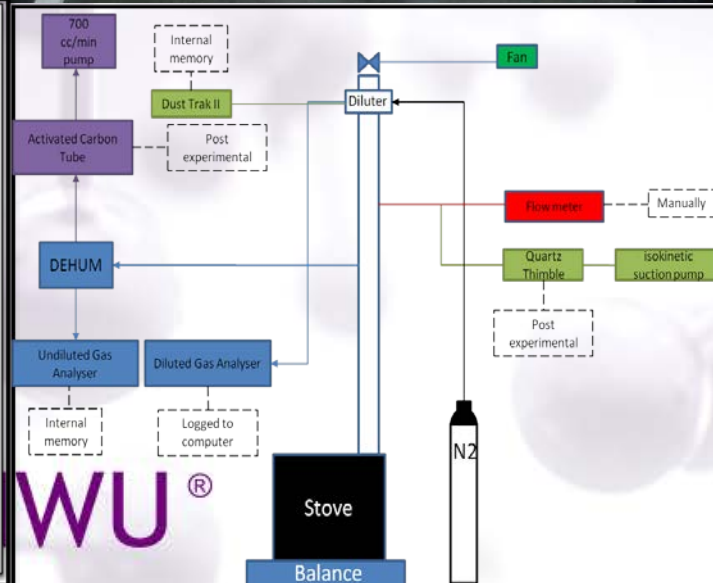 700
cc/min
pump
Internal
memory
Fan
Dust Trak II
Diluter
Activated Carbon
Tube
Post
experimental
Flow meter
Manually
DEHUM
Quartz
Thimble
isokinetic
suction pump
Post
experimental
Undiluted Gas
Analyser
Diluted Gas Analyser
Internal
memory
Logged to
computer
N2
WU ®
Stove
Balance